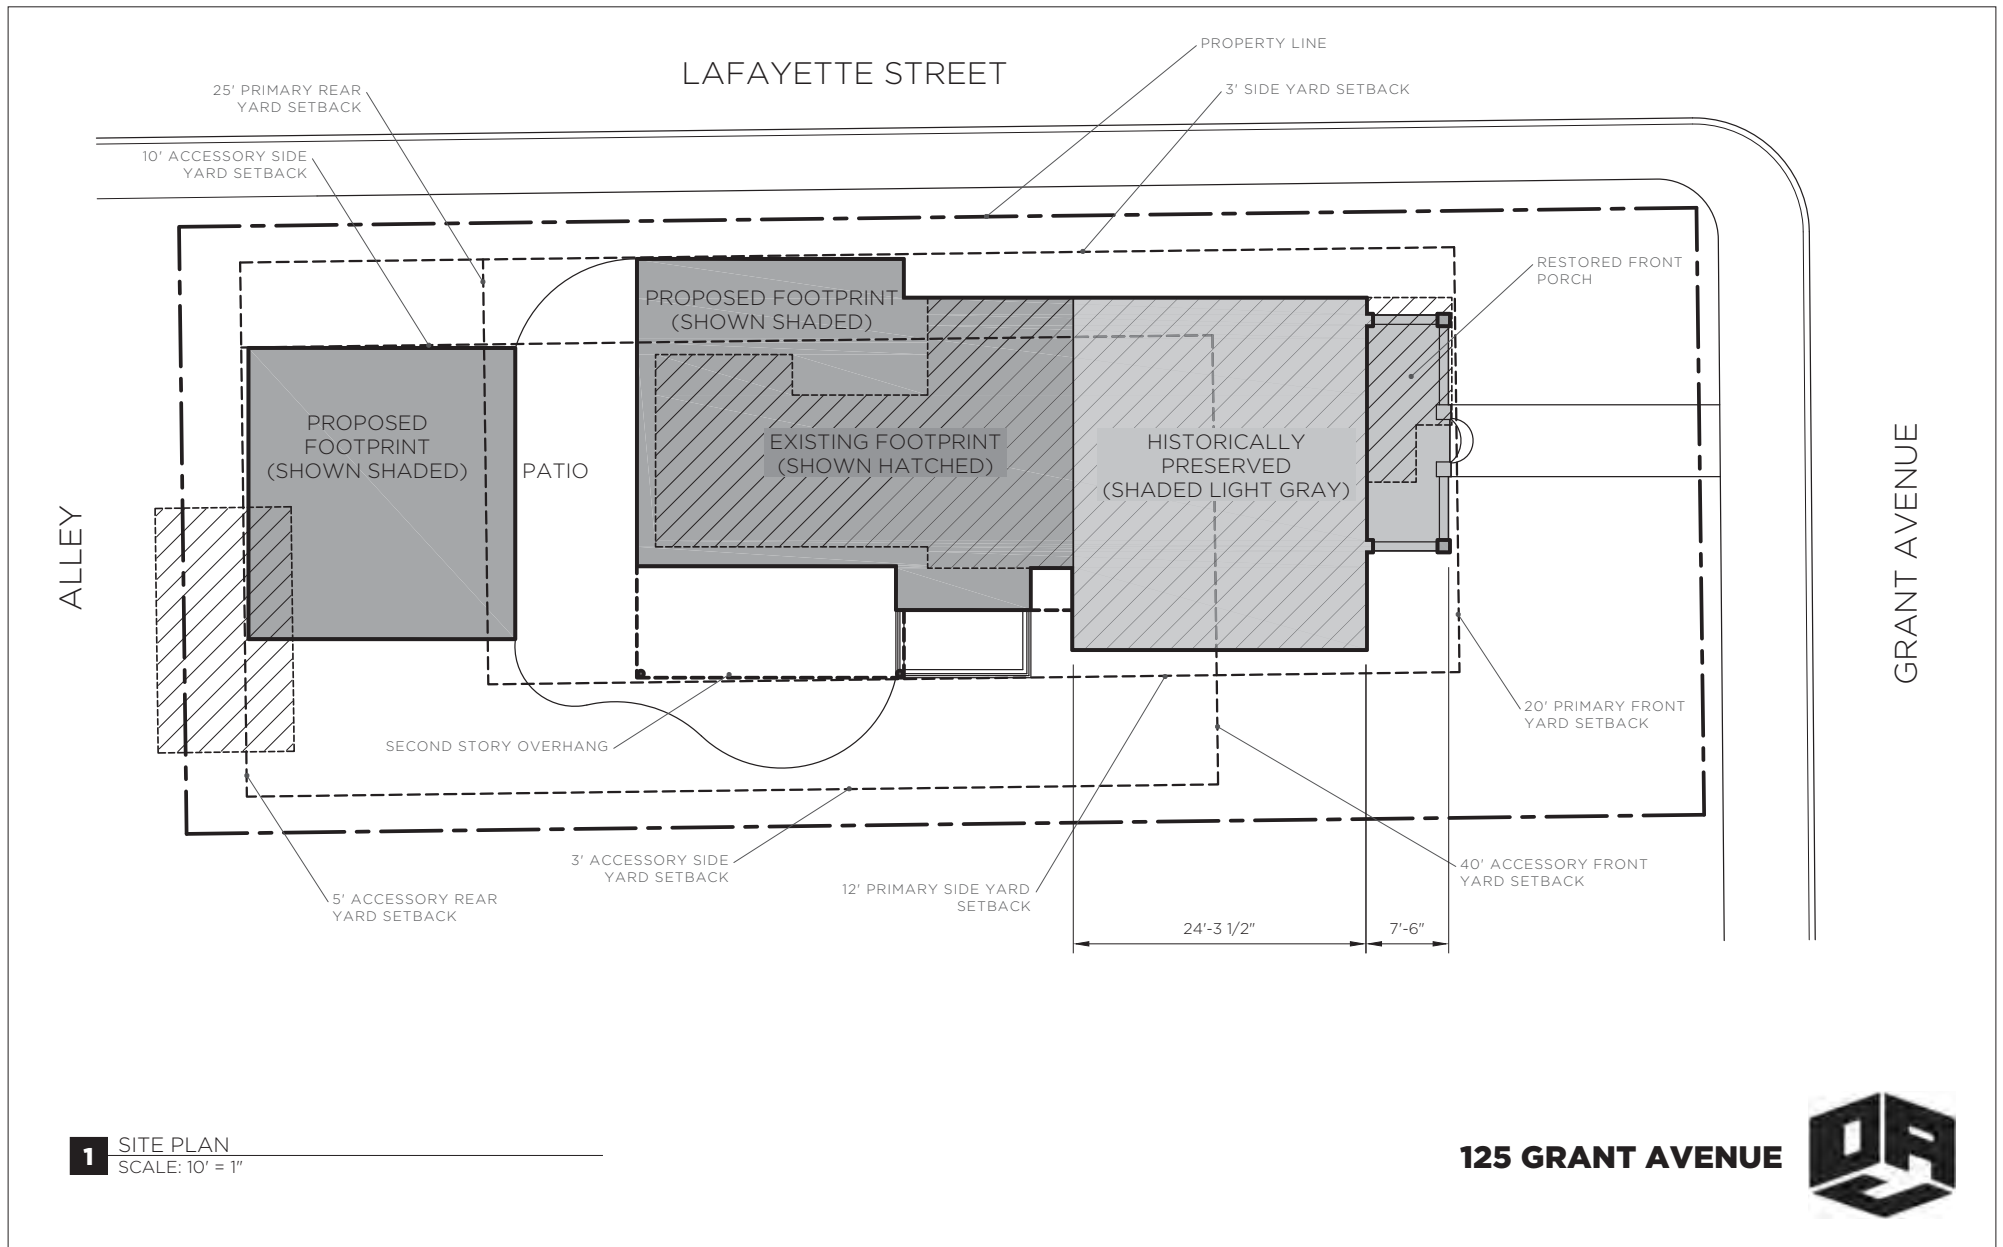 PROPERTY LINE
LAFAYETTE STREET
3' SIDE YARD SETBACK
25' PRIMARY REAR
YARD SETBACK
10' ACCESSORY SIDE
YARD SETBACK
RESTORED FRONT
PORCH
PROPOSED FOOTPRINT
(SHOWN SHADED)
PROPOSED
FOOTPRINT
(SHOWN SHADED)
PATIO
EXISTING FOOTPRINT
(SHOWN HATCHED)
HISTORICALLY
PRESERVED
(SHADED LIGHT GRAY)
ALLEY
GRANT AVENUE
20' PRIMARY FRONT
YARD SETBACK
SECOND STORY OVERHANG
3' ACCESSORY SIDE
YARD SETBACK
40' ACCESSORY FRONT
YARD SETBACK
12' PRIMARY SIDE YARD
SETBACK
5' ACCESSORY REAR
YARD SETBACK
24'-3 1/2"
7'-6"
1
SITE PLAN
SCALE: 10' = 1"
125 GRANT AVENUE